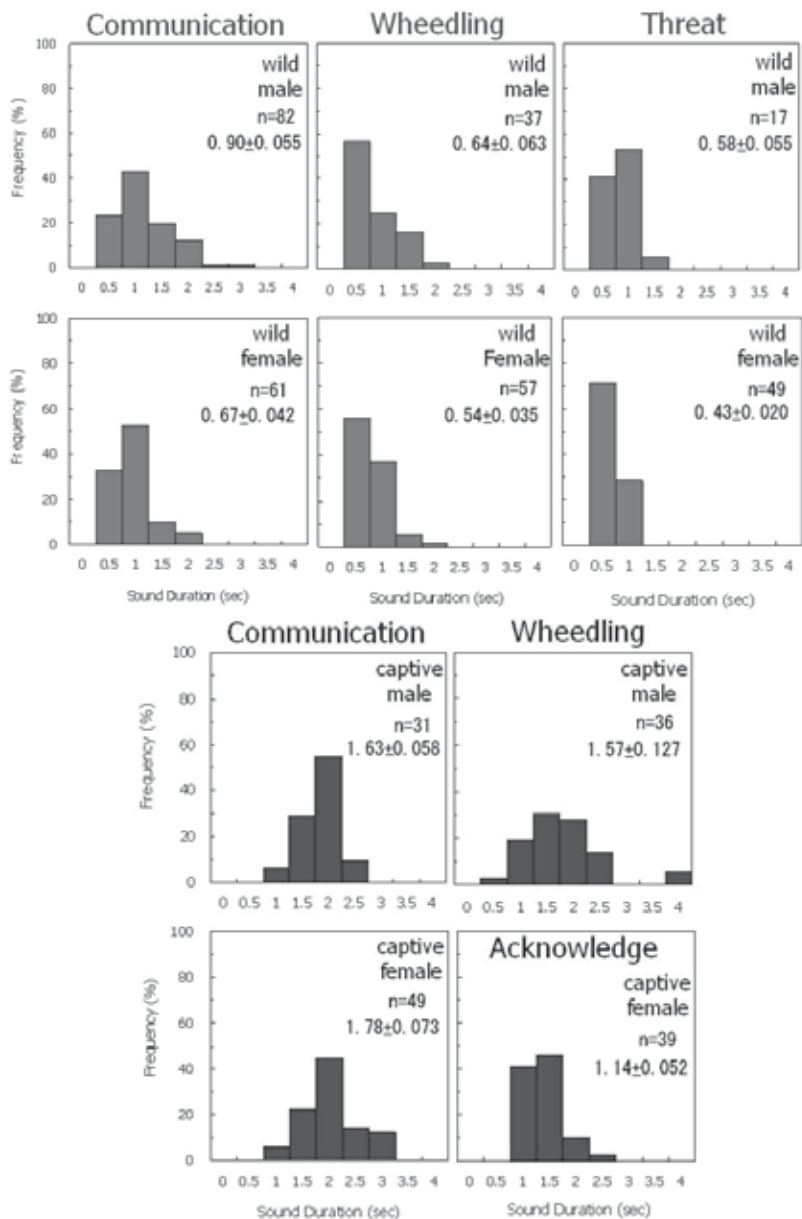 Communication
Wheedling
Threat
Frequency (%)
100
80
60
40
20
0
wild
male
n=82
0. 90±0. 055
0 0.5 1 1.5 2 2.5 3 3.5 4
wild
male
n=37
0. 64±0. 063
0 0.5 1 1.5 2 2.5 3 3.5 4
wild
male
n=17
0. 58±0. 055
0 0.5 1 1.5 2 2.5 3 3.5 4
Frequency (%)
100
80
60
40
20
0
wild
female
n=61
0. 67±0. 042
0 0.5 1 1.5 2 2.5 3 3.5 4
Sound Duration (sec)
wild
Female
n=57
0. 54±0. 035
0 0.5 1 1.5 2 2.5 3 3.5 4
Sound Duration (sec)
wild
female
n=49
0. 43±0. 020
0 0.5 1 1.5 2 2.5 3 3.5 4
Sound Duration (sec)
Communication
Wheedling
Frequency (%)
100
80
60
40
20
0
captive
male
n=31
1. 63±0. 058
0 0.5 1 1.5 2 2.5 3 3.5 4
captive
male
n=36
1. 57±0. 127
0 0.5 1 1.5 2 2.5 3 3.5 4
Frequency (%)
100
80
60
40
20
0
captive
female
n=49
1. 78±0. 073
0 0.5 1 1.5 2 2.5 3 3.5 4
Sound Duration (sec)
Acknowledge
captive
female
n=39
1. 14±0. 052
0 0.5 1 1.5 2 2.5 3 3.5 4
Sound Duration (sec)